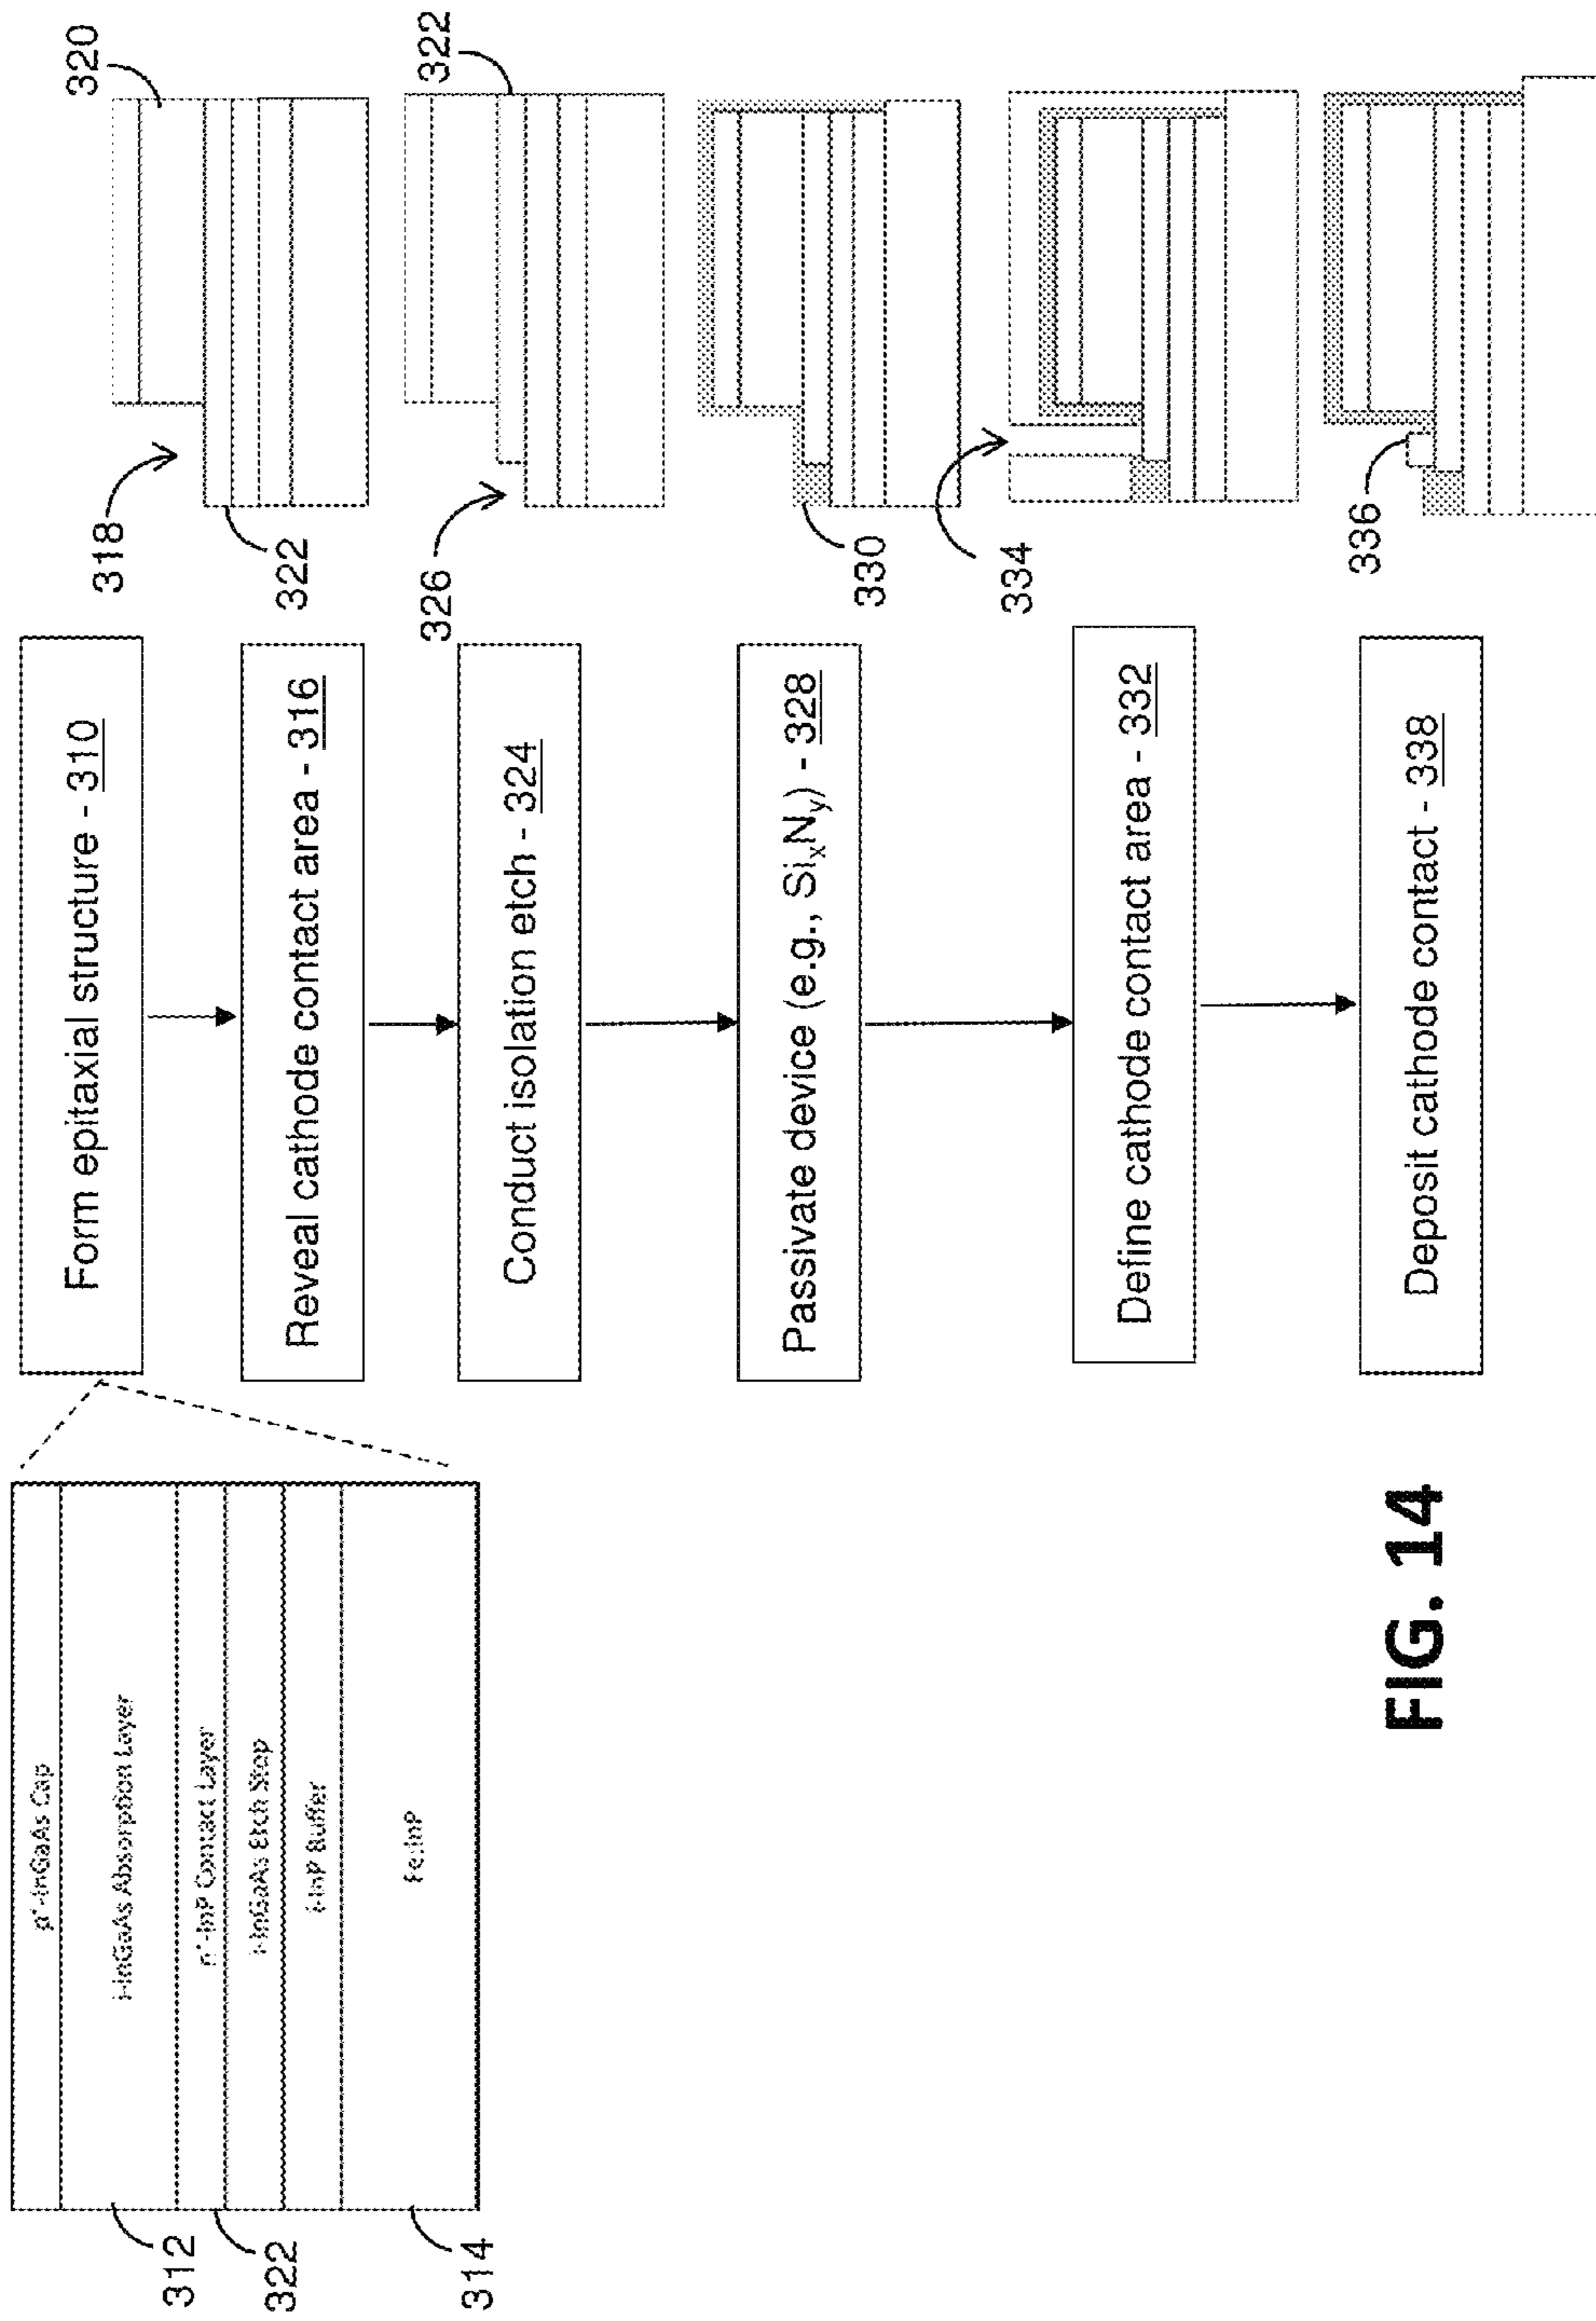 p⁺-InGaAs Cap
i-InGaAs Absorption Layer
n⁺-InP Contact Layer
i-InGaAs Etch Stop
i-InP Buffer
Fe:InP
312
322
314
Form epitaxial structure - 310
Reveal cathode contact area - 316
Conduct isolation etch - 324
Passivate device (e.g., SiₓNᵧ) - 328
Define cathode contact area - 332
Deposit cathode contact - 338
318
320
322
326
322
330
334
336
FIG. 14